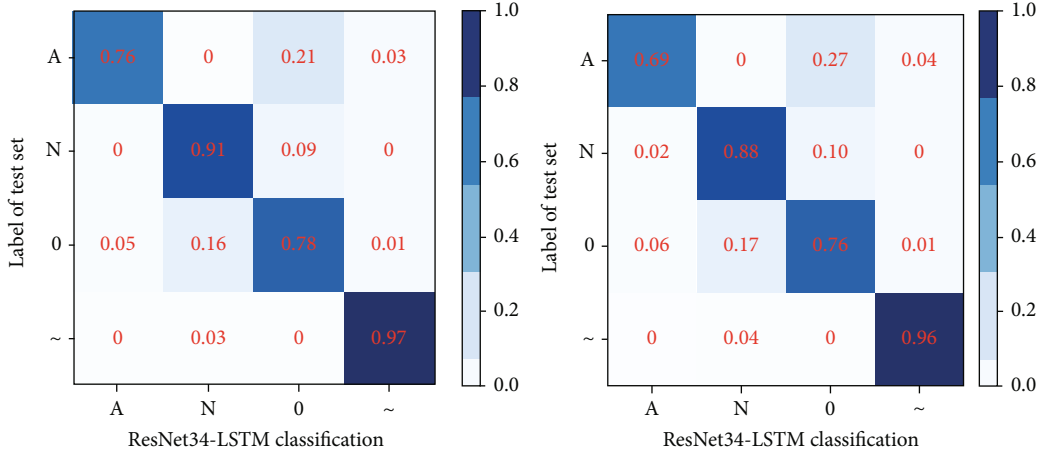 A 0.76 0 0.21 0.03
N 0 0.91 0.09 0
0 0.05 0.16 0.78 0.01
~ 0 0.03 0 0.97
A N 0 ~
Label of test set
ResNet34-LSTM classification
1.0
0.8
0.6
0.4
0.2
0.0
A 0.69 0 0.27 0.04
N 0.02 0.88 0.10 0
0 0.06 0.17 0.76 0.01
~ 0 0.04 0 0.96
A N 0 ~
Label of test set
ResNet34-LSTM classification
1.0
0.8
0.6
0.4
0.2
0.0